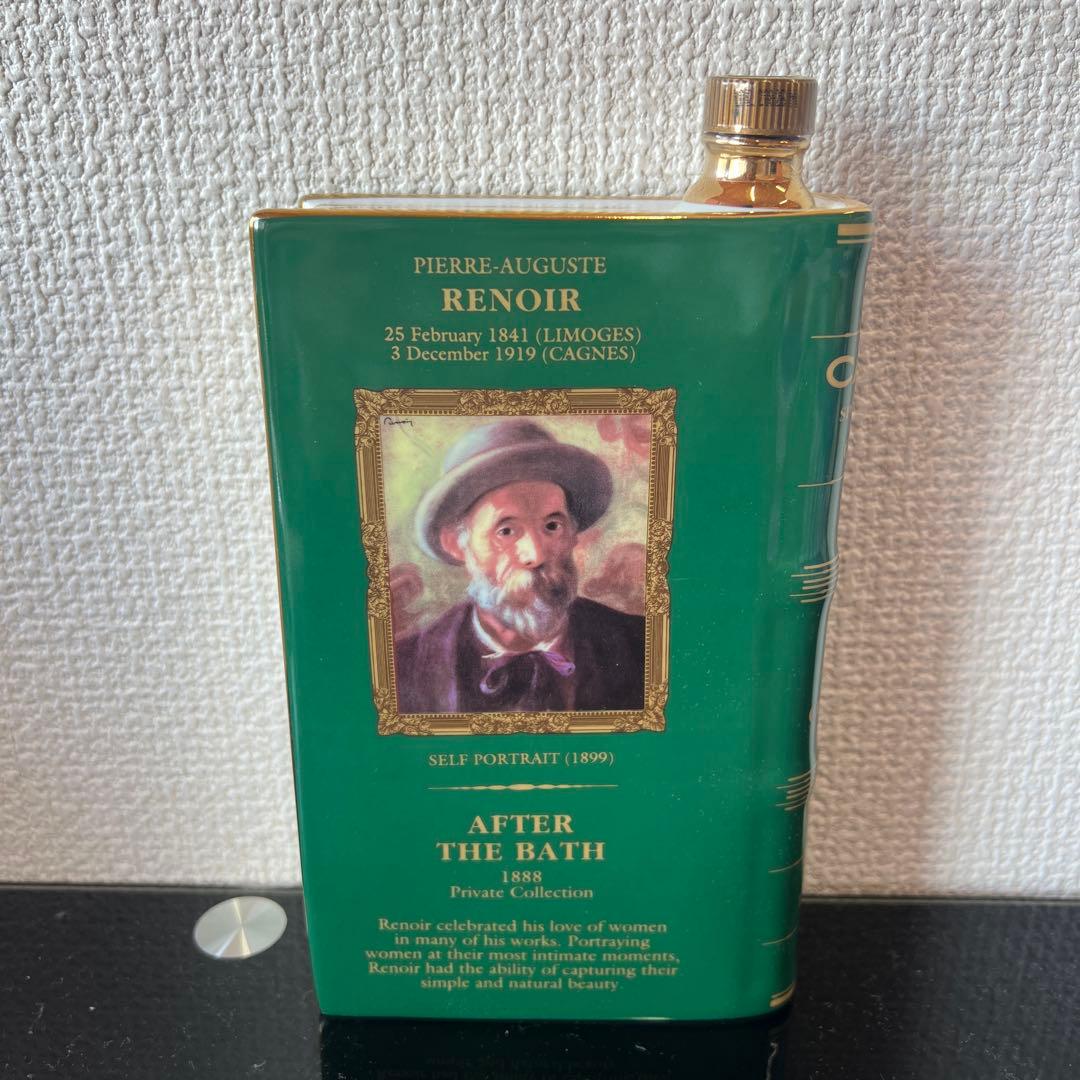 PIERRE-AUGUSTE
RENOIR
25 February 1841 (LIMOGES)
3 December 1919 (CAGNES)
Renoir
SELF PORTRAIT (1899)
AFTER
THE BATH
1888
Private Collection
Renoir celebrated his love of women
in many of his works. Portraying
women at their most intimate moments,
Renoir had the ability of capturing their
simple and natural beauty.